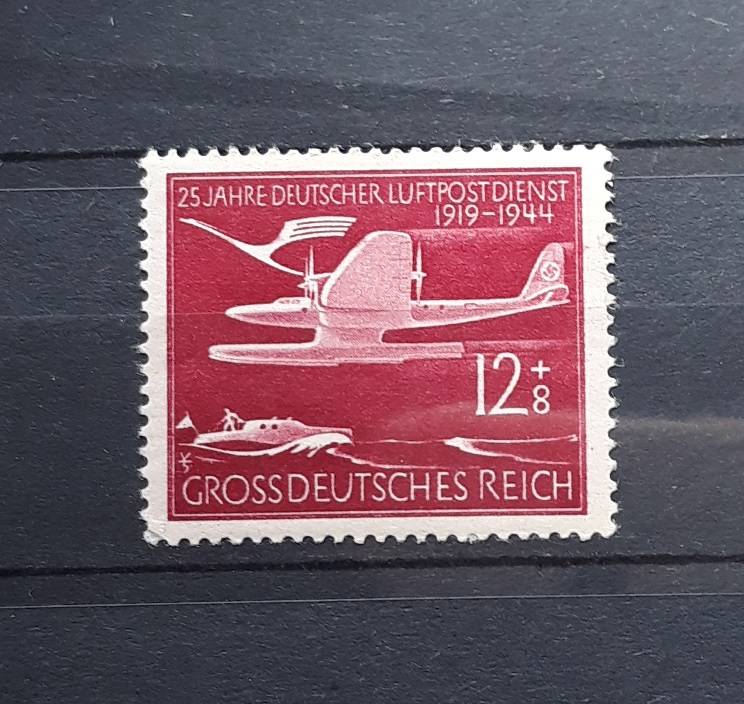 25 JAHRE DEUTSCHER LUFTPOSTDIENST
1919-1944
12+8
GROSSDEUTSCHES REICH